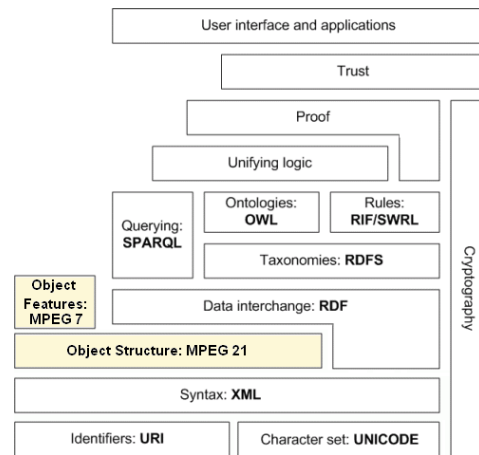 User interface and applications
Trust
Proof
Unifying logic
Querying:
SPARQL
Ontologies:
OWL
Rules:
RIF/SWRL
Taxonomies: RDFS
Cryptography
Object
Features:
MPEG 7
Data interchange: RDF
Object Structure: MPEG 21
Syntax: XML
Identifiers: URI
Character set: UNICODE